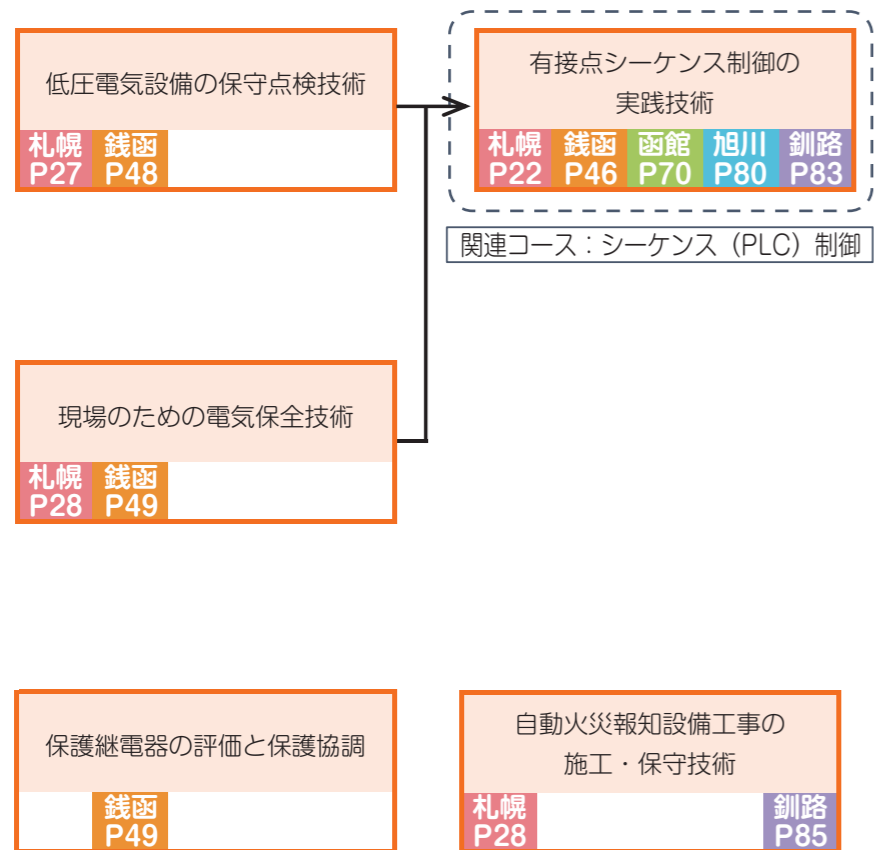 低圧電気設備の保守点検技術
札幌 銭函
P27 P48
有接点シーケンス制御の
実践技術
札幌 銭函 函館 旭川 釧路
P22 P46 P70 P80 P83
関連コース：シーケンス（PLC）制御
現場のための電気保全技術
札幌 銭函
P28 P49
保護継電器の評価と保護協調
銭函
P49
自動火災報知設備工事の
施工・保守技術
札幌 釧路
P28 P85